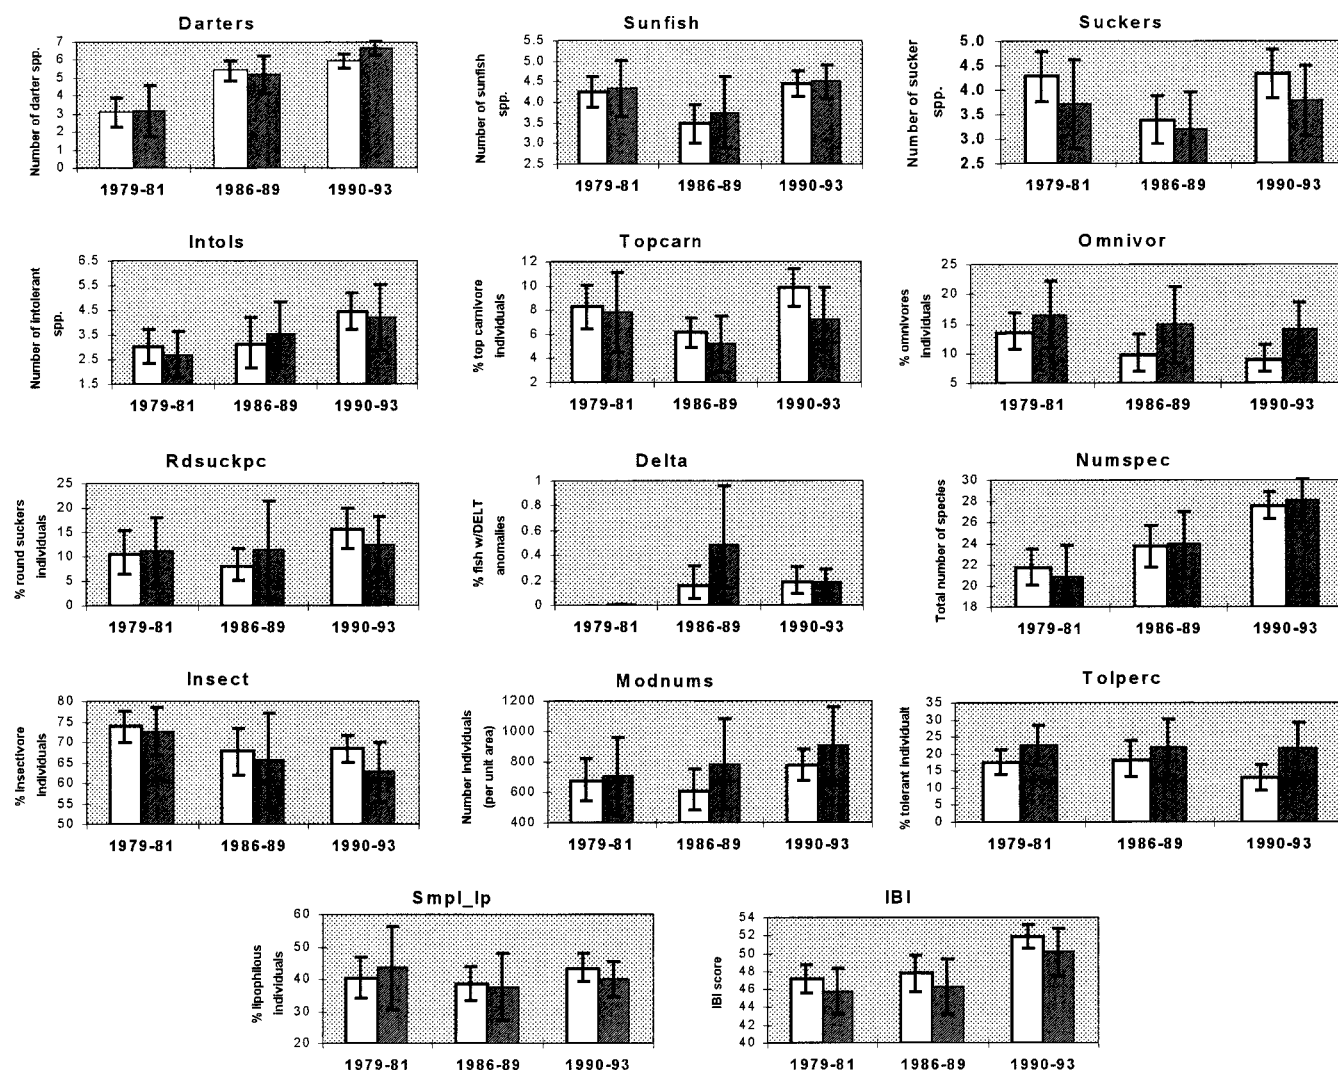 Darters
Number of darter spp.
7
6
5
4
3
2
1
0
1979-81 1986-89 1990-93
Sunfish
Number of sunfish
spp.
5.5
5.0
4.5
4.0
3.5
3.0
2.5
1979-81 1986-89 1990-93
Suckers
Number of sucker
spp.
5.0
4.5
4.0
3.5
3.0
2.5
1979-81 1986-89 1990-93
Intols
Number of intolerant
spp.
6.5
5.5
4.5
3.5
2.5
1.5
1979-81 1986-89 1990-93
Topcarn
% top carnivore
individuals
12
10
8
6
4
2
1979-81 1986-89 1990-93
Omnivor
% omnivores
individuals
25
20
15
10
5
1979-81 1986-89 1990-93
Rdsuckpc
% round suckers
individuals
25
20
15
10
5
0
1979-81 1986-89 1990-93
Delta
% fish w/DELT
anomalies
1
0.8
0.6
0.4
0.2
0
1979-81 1986-89 1990-93
Numspec
Total number of species
30
28
26
24
22
20
18
1979-81 1986-89 1990-93
Insect
% insectivore
individuals
80
75
70
65
60
55
50
1979-81 1986-89 1990-93
Modnums
Number individuals
(per unit area)
1200
1000
800
600
400
1979-81 1986-89 1990-93
Tolperc
% tolerant individualt
35
30
25
20
15
10
5
0
1979-81 1986-89 1990-93
Smpl_lp
% lipophilous
individuals
60
50
40
30
20
1979-81 1986-89 1990-93
IBI
IBI score
54
52
50
48
46
44
42
40
1979-81 1986-89 1990-93